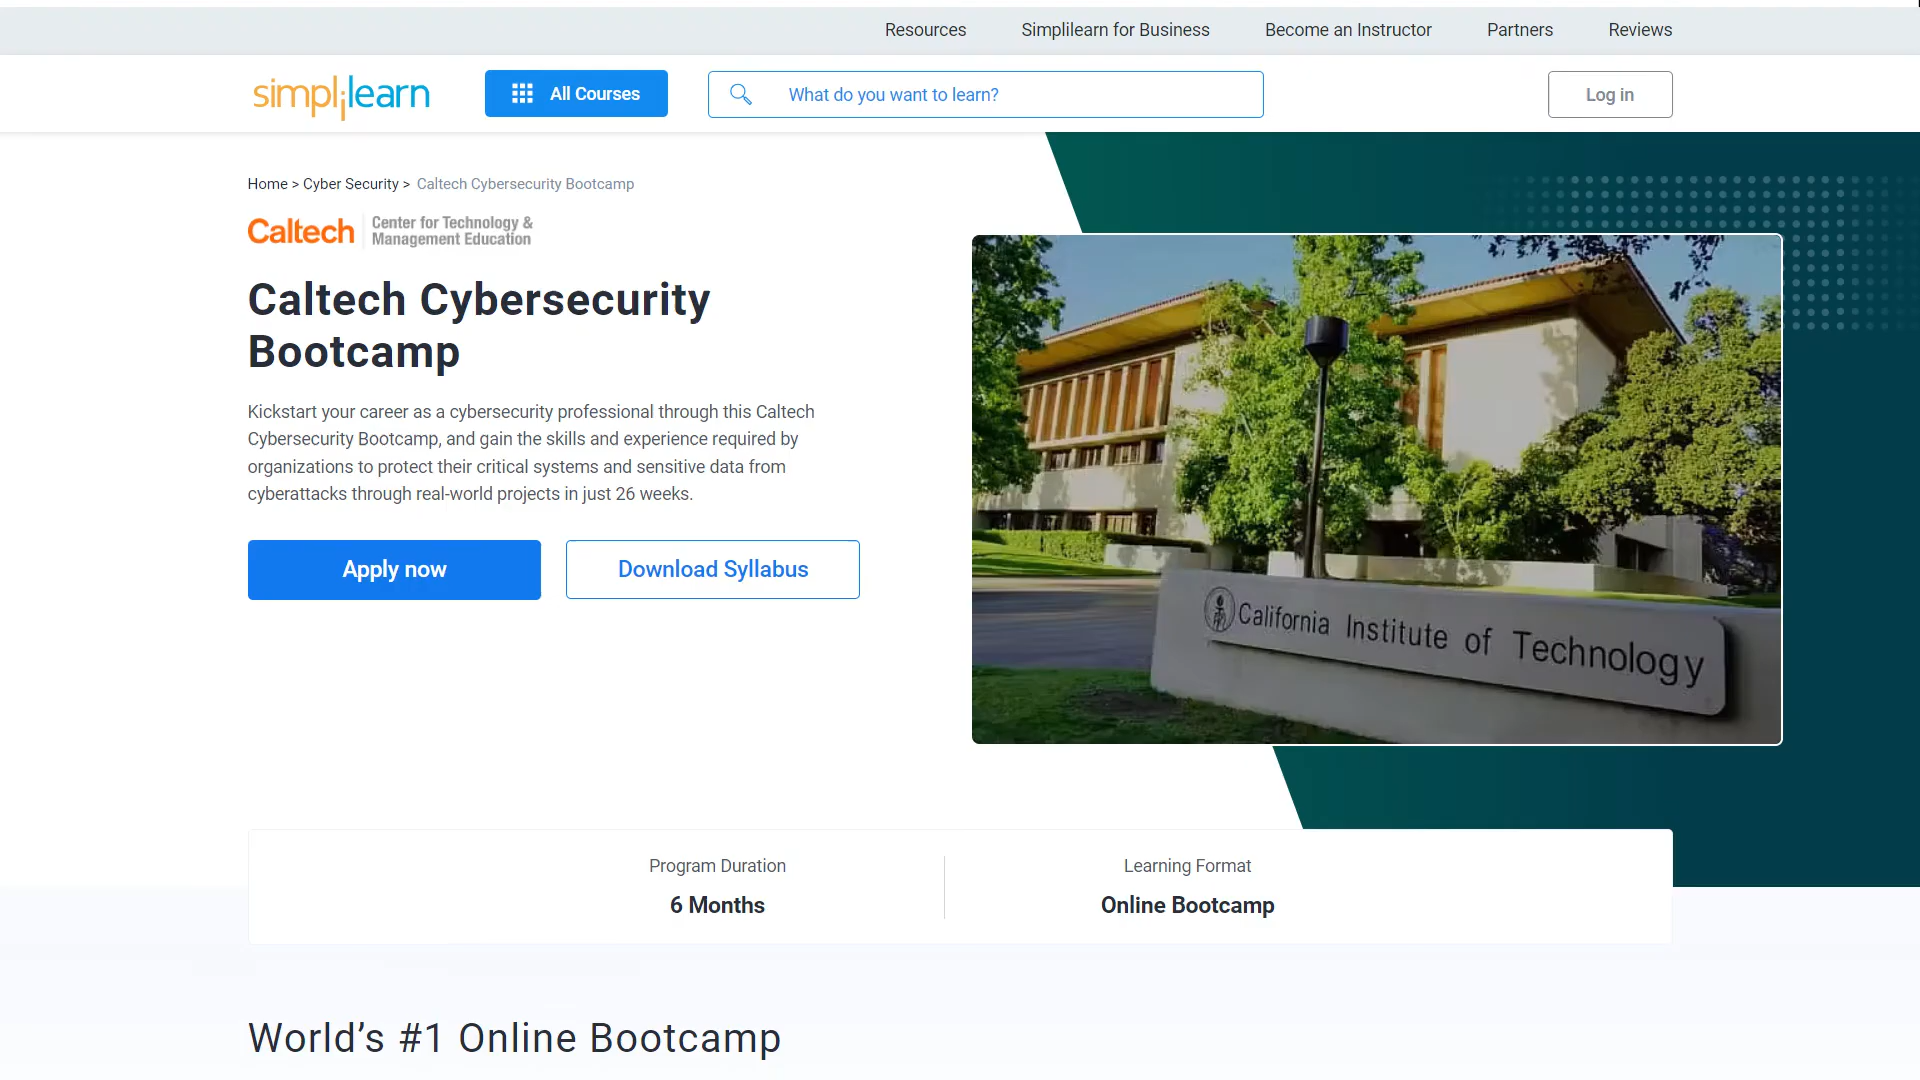 Resources Simplilearn for Business Become an Instructor Partners Reviews
simplilearn All Courses What do you want to learn? Log in
Home > Cyber Security > Caltech Cybersecurity Bootcamp
Caltech Center for Technology &
Management Education
Caltech Cybersecurity
Bootcamp
Kickstart your career as a cybersecurity professional through this Caltech
Cybersecurity Bootcamp, and gain the skills and experience required by
organizations to protect their critical systems and sensitive data from
cyberattacks through real-world projects in just 26 weeks.
Apply now Download Syllabus
California Institute of Technology
Program Duration Learning Format
6 Months Online Bootcamp
World’s #1 Online Bootcamp